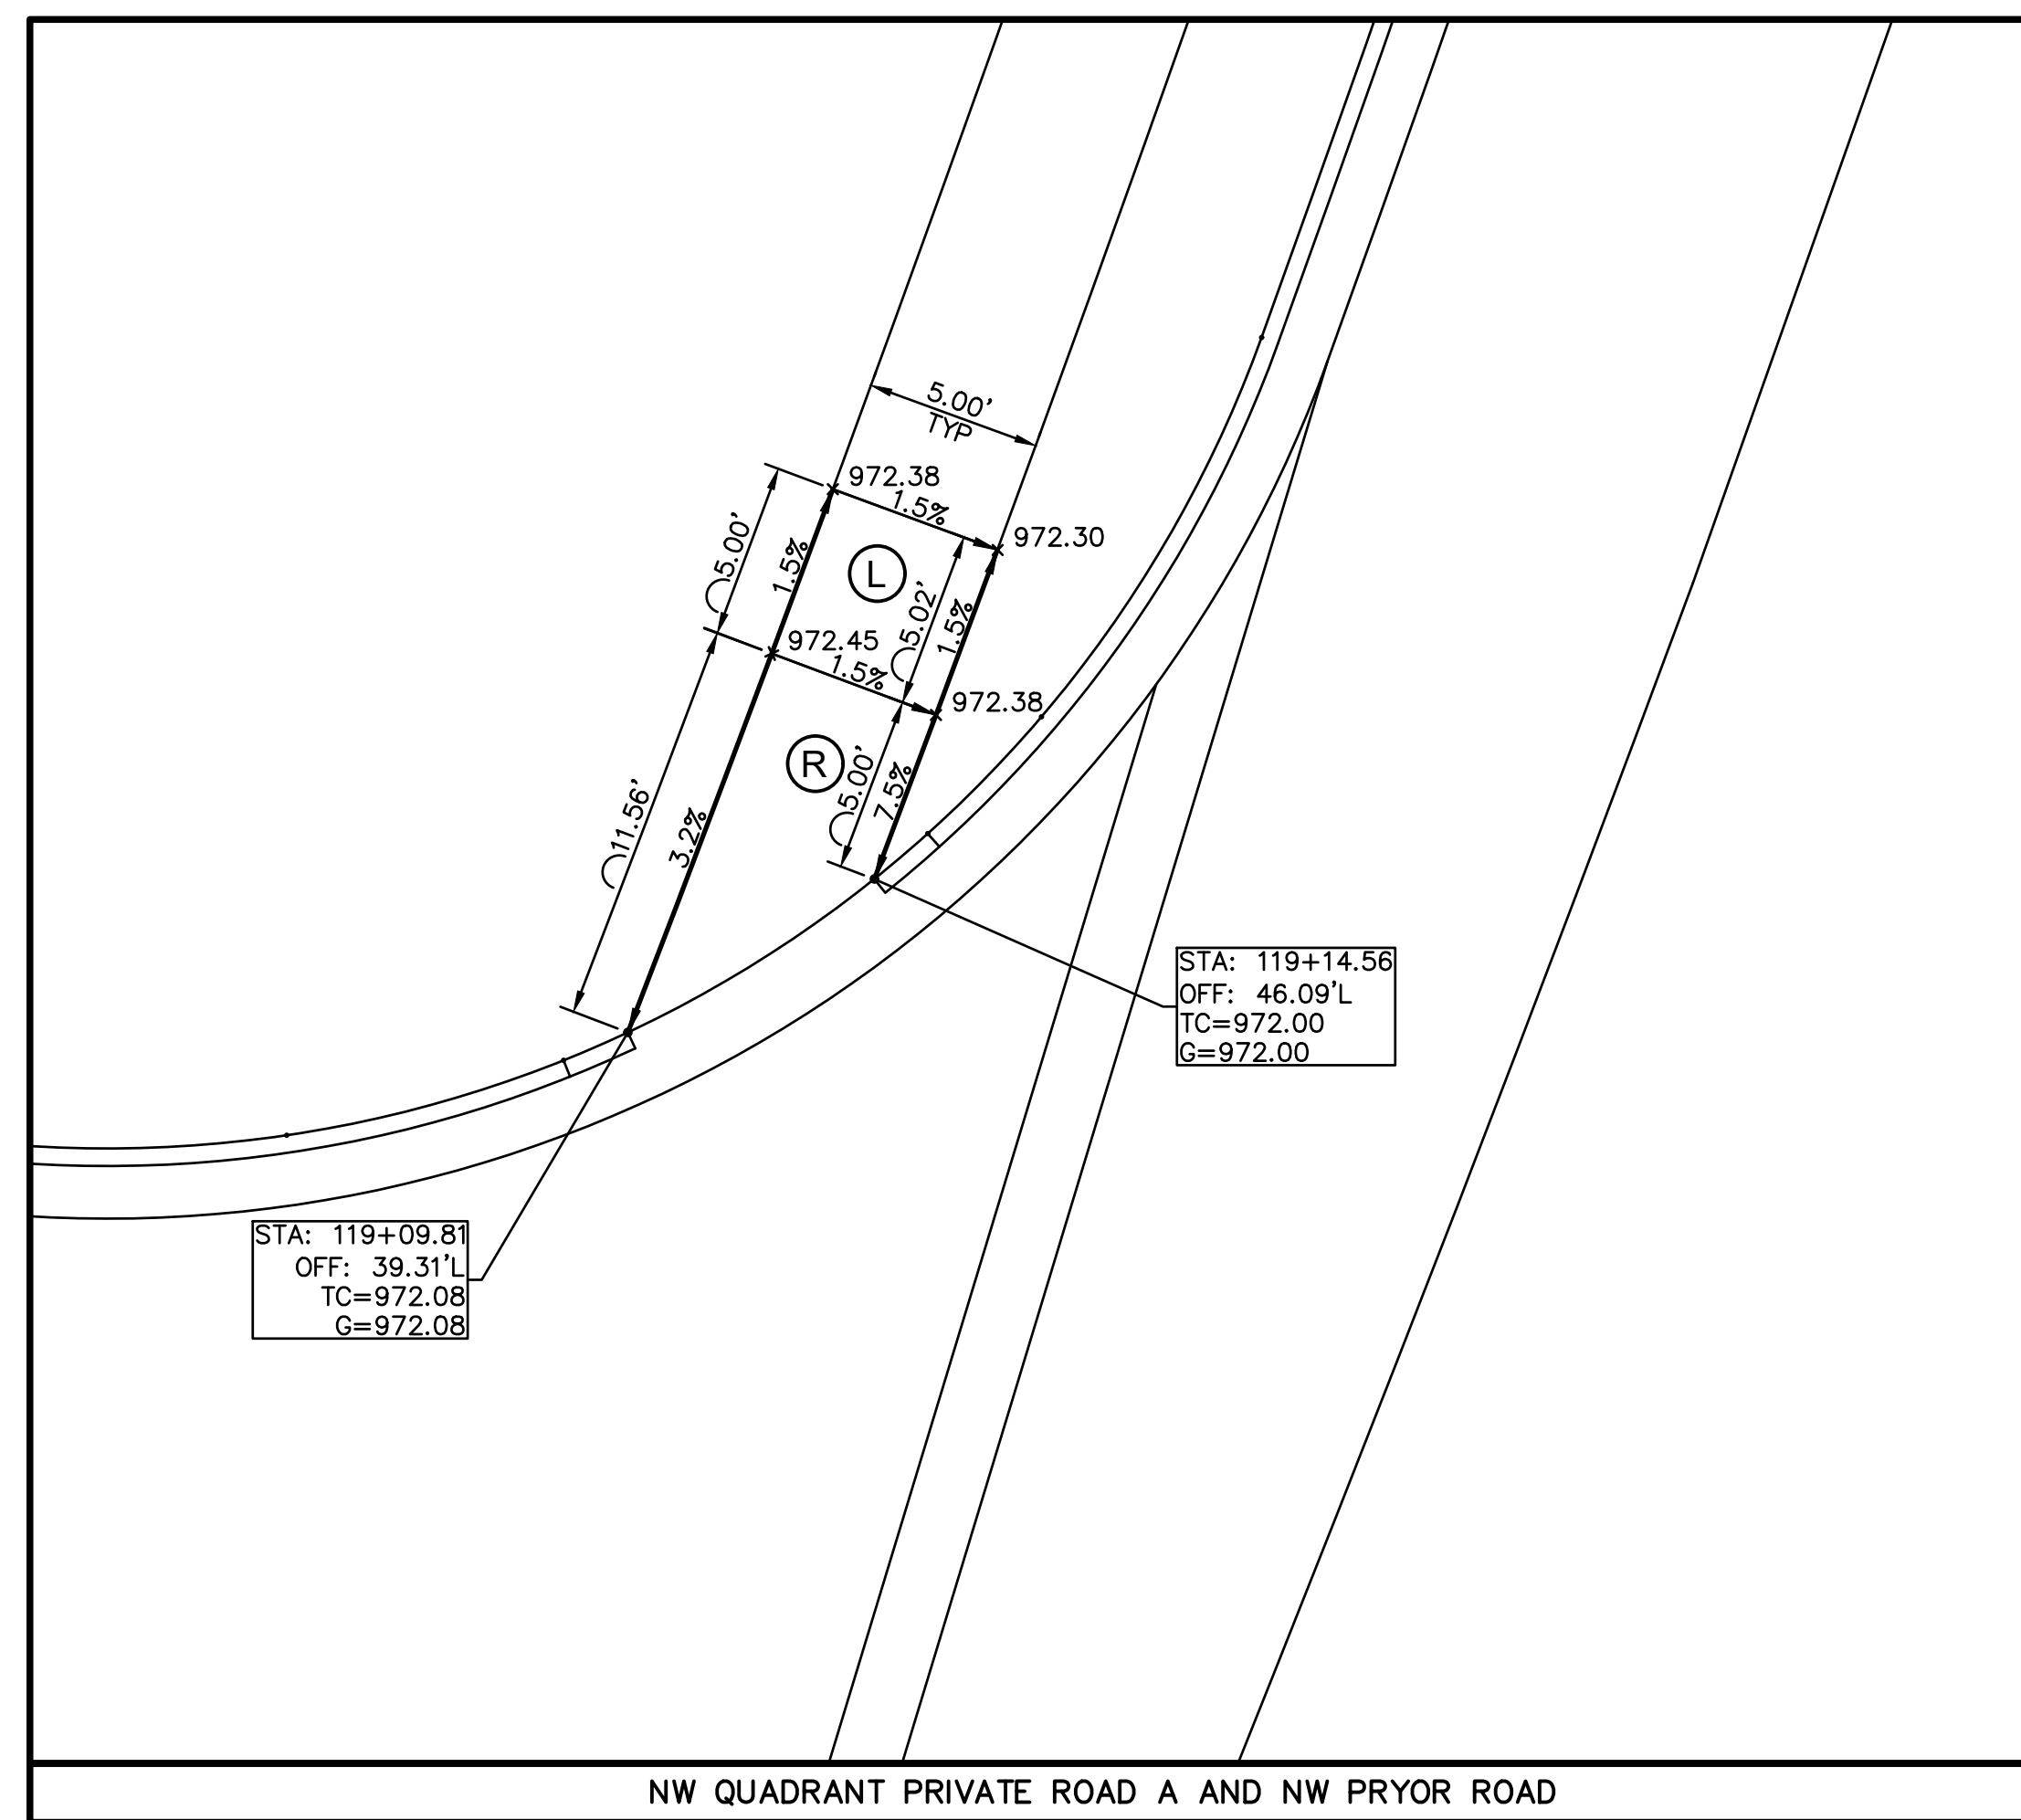 5.00'
TYP
972.38
1.5%
972.30
5.00'
1.5%
L
5.02'
1.5%
972.45
1.5%
972.38
R
5.00'
7.5%
11.56'
3.2%
STA: 119+14.56
OFF: 46.09'L
TC=972.00
G=972.00
STA: 119+09.81
OFF: 39.31'L
TC=972.08
G=972.08
NW QUADRANT PRIVATE ROAD A AND NW PRYOR ROAD